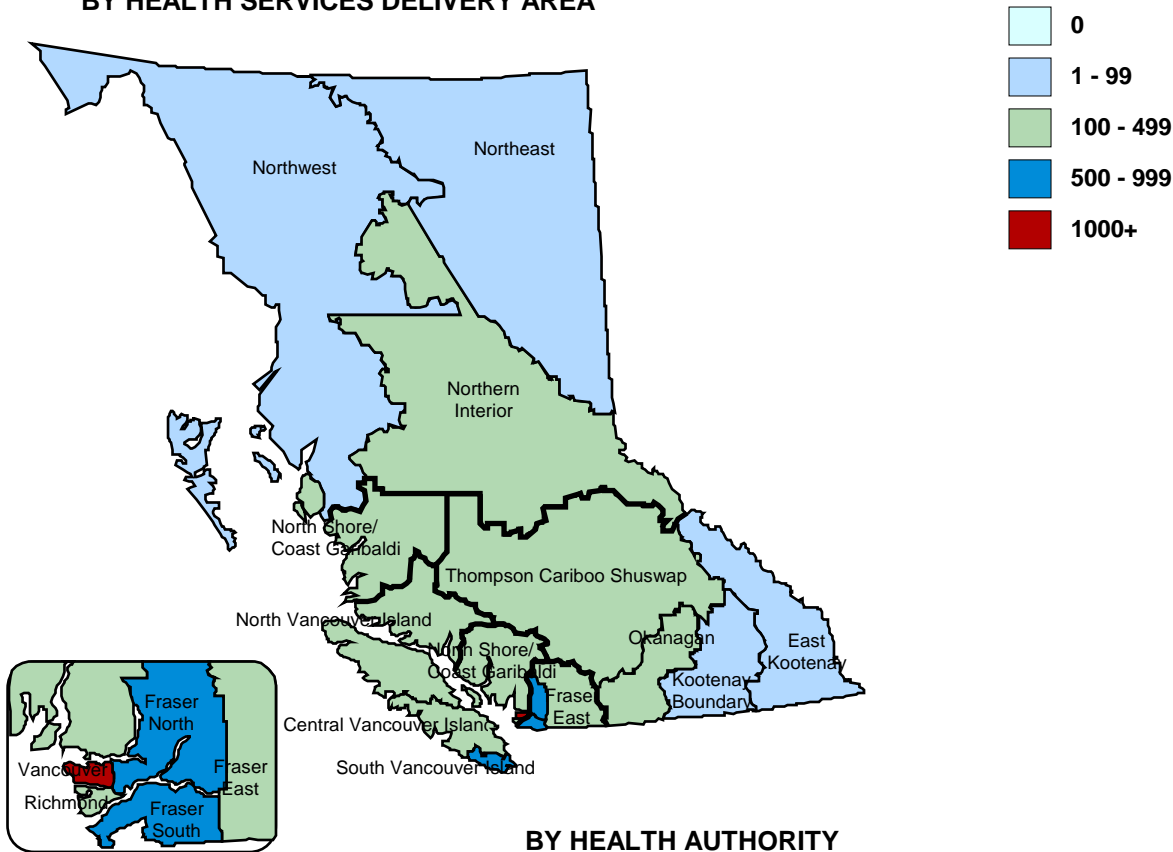 BY HEALTH SERVICES DELIVERY AREA
0
1 - 99
100 - 499
500 - 999
1000+
Northwest
Northeast
Northern
Interior
North Shore/
Coast Garibaldi
Thompson Cariboo Shuswap
North Vancouver Island
Okanagan
East
Kootenay
North Shore/
Coast Garibaldi
Kootenay
Boundary
Fraser
East
Central Vancouver Island
South Vancouver Island
Fraser
North
Vancouver
Fraser
East
Richmond
Fraser
South
BY HEALTH AUTHORITY